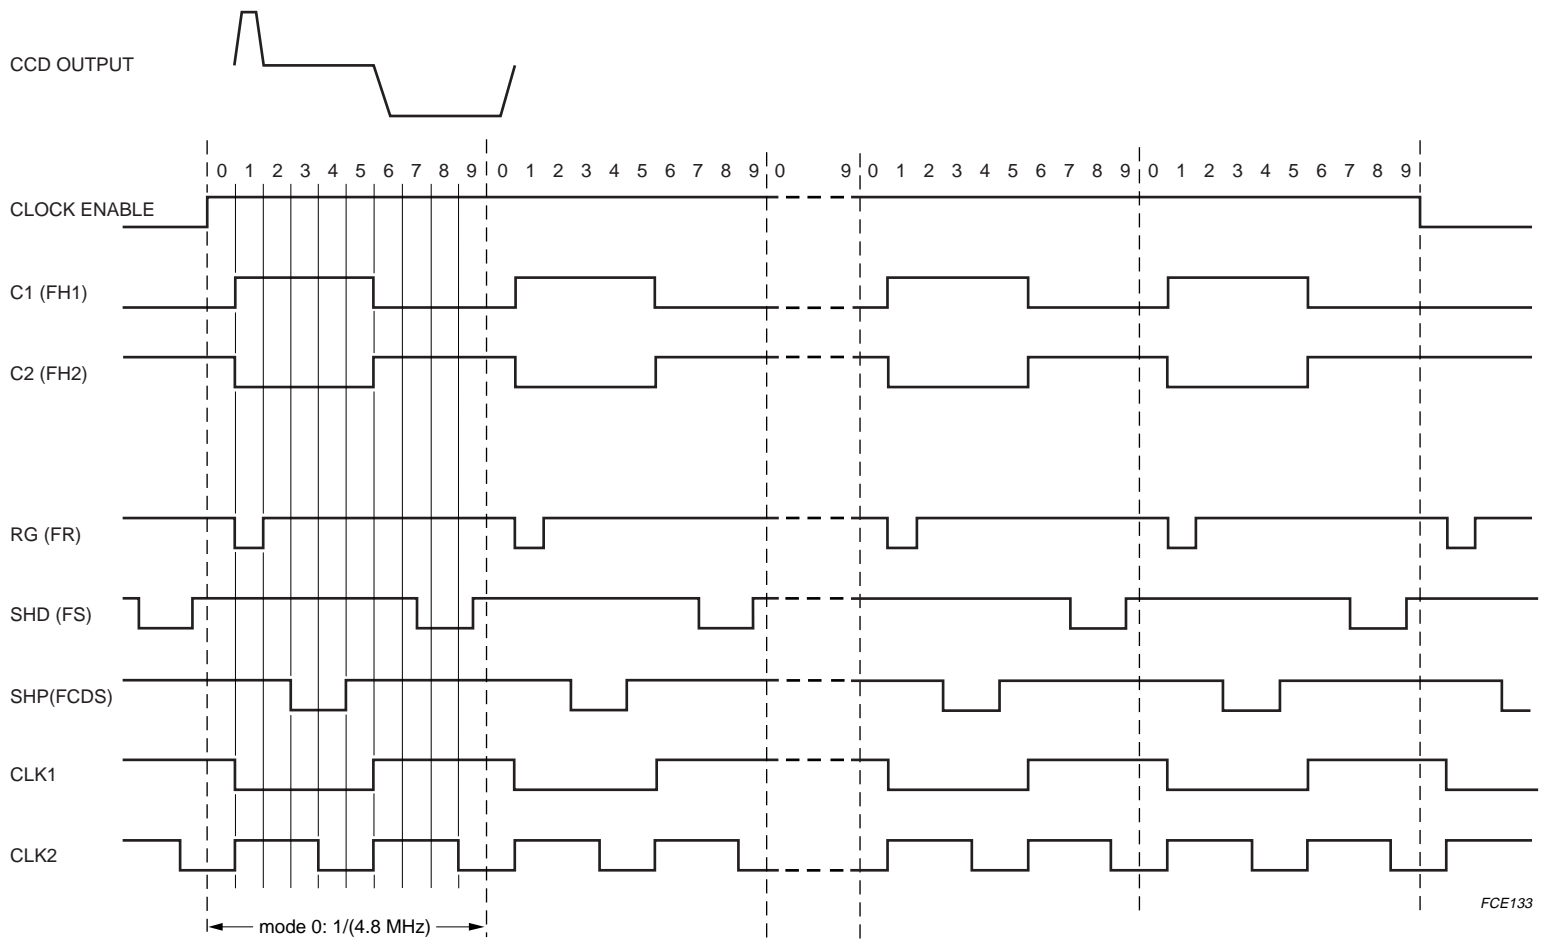 CCD OUTPUT
0 1 2 3 4 5 6 7 8 9 0 1 2 3 4 5 6 7 8 9 0 9 0 1 2 3 4 5 6 7 8 9 0 1 2 3 4 5 6 7 8 9
CLOCK ENABLE
C1 (FH1)
C2 (FH2)
RG (FR)
SHD (FS)
SHP(FCDS)
CLK1
CLK2
FCE133
mode 0: 1/(4.8 MHz)